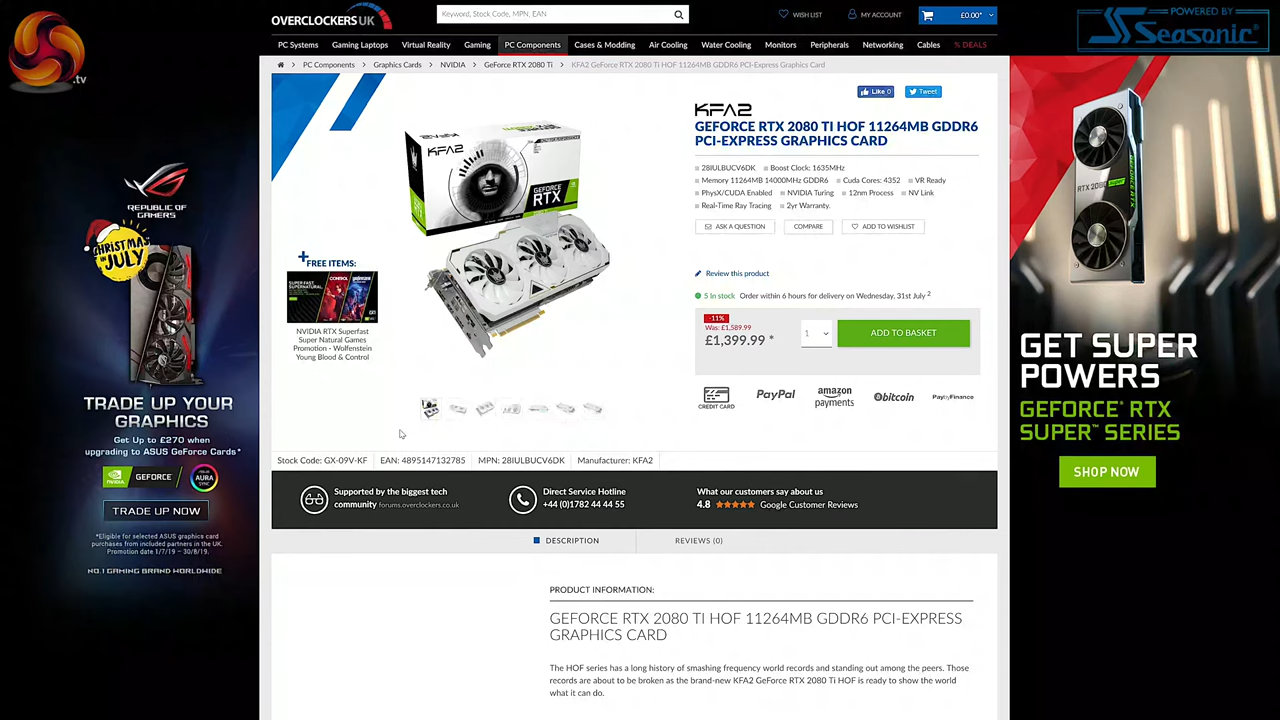 .tv
OVERCLOCKERS UK
Keyword, Stock Code, MPN, EAN
WISH LIST
MY ACCOUNT
£0.00*
POWERED BY
Seasonic
PC Systems
Gaming Laptops
Virtual Reality
Gaming
PC Components
Cases & Modding
Air Cooling
Water Cooling
Monitors
Peripherals
Networking
Cables
% DEALS
PC Components
Graphics Cards
NVIDIA
GeForce RTX 2080 Ti
KFA2 GeForce RTX 2080 Ti HOF 11264MB GDDR6 PCI-Express Graphics Card
Like 0
Tweet
KFA2
GEFORCE RTX 2080 TI HOF 11264MB GDDR6
PCI-EXPRESS GRAPHICS CARD
28IULBUCV6DK
Boost Clock: 1635MHz
Memory 11264MB 14000MHz GDDR6
Cuda Cores: 4352
VR Ready
PhysX/CUDA Enabled
NVIDIA Turing
12nm Process
NV Link
Real-Time Ray Tracing
2yr Warranty.
ASK A QUESTION
COMPARE
ADD TO WISHLIST
Review this product
5 In stock Order within 6 hours for delivery on Wednesday, 31st July 2
-11%
Was: £1,589.99
£1,399.99 *
1
ADD TO BASKET
CREDIT CARD
PayPal
amazon
payments
bitcoin
Pay by Finance
KFA2
KFA2
GEFORCE
RTX
+FREE ITEMS:
SUPER FAST
SUPERNATURAL
CONTROL
NVIDIA RTX Superfast
Super Natural Games
Promotion - Wolfenstein
Young Blood & Control
Stock Code: GX-09V-KF
EAN: 4895147132785
MPN: 28IULBUCV6DK
Manufacturer: KFA2
Supported by the biggest tech
community forums.overclockers.co.uk
Direct Service Hotline
+44 (0)1782 44 44 55
What our customers say about us
4.8 Google Customer Reviews
DESCRIPTION
REVIEWS (0)
PRODUCT INFORMATION:
GEFORCE RTX 2080 TI HOF 11264MB GDDR6 PCI-EXPRESS
GRAPHICS CARD
The HOF series has a long history of smashing frequency world records and standing out among the peers. Those
records are about to be broken as the brand-new KFA2 GeForce RTX 2080 Ti HOF is ready to show the world
what it can do.
REPUBLIC OF
GAMERS
CHRISTMAS
IN JULY
TRADE UP YOUR
GRAPHICS
Get Up to £270 when
upgrading to ASUS GeForce Cards*
NVIDIA
GEFORCE
AURA
SYNC
TRADE UP NOW
*Eligible for selected ASUS graphics card
purchases from included partners in the UK.
Promotion date 1/7/19 – 30/8/19.
NO.1 GAMING BRAND WORLDWIDE
RTX 2080 SUPER
GET SUPER
POWERS
GEFORCE® RTX
SUPER™ SERIES
SHOP NOW